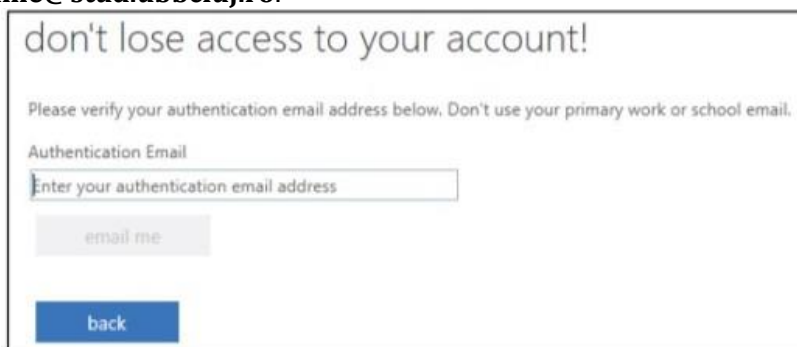 don't lose access to your account!
Please verify your authentication email address below. Don't use your primary work or school email.
Authentication Email
Enter your authentication email address
email me
back